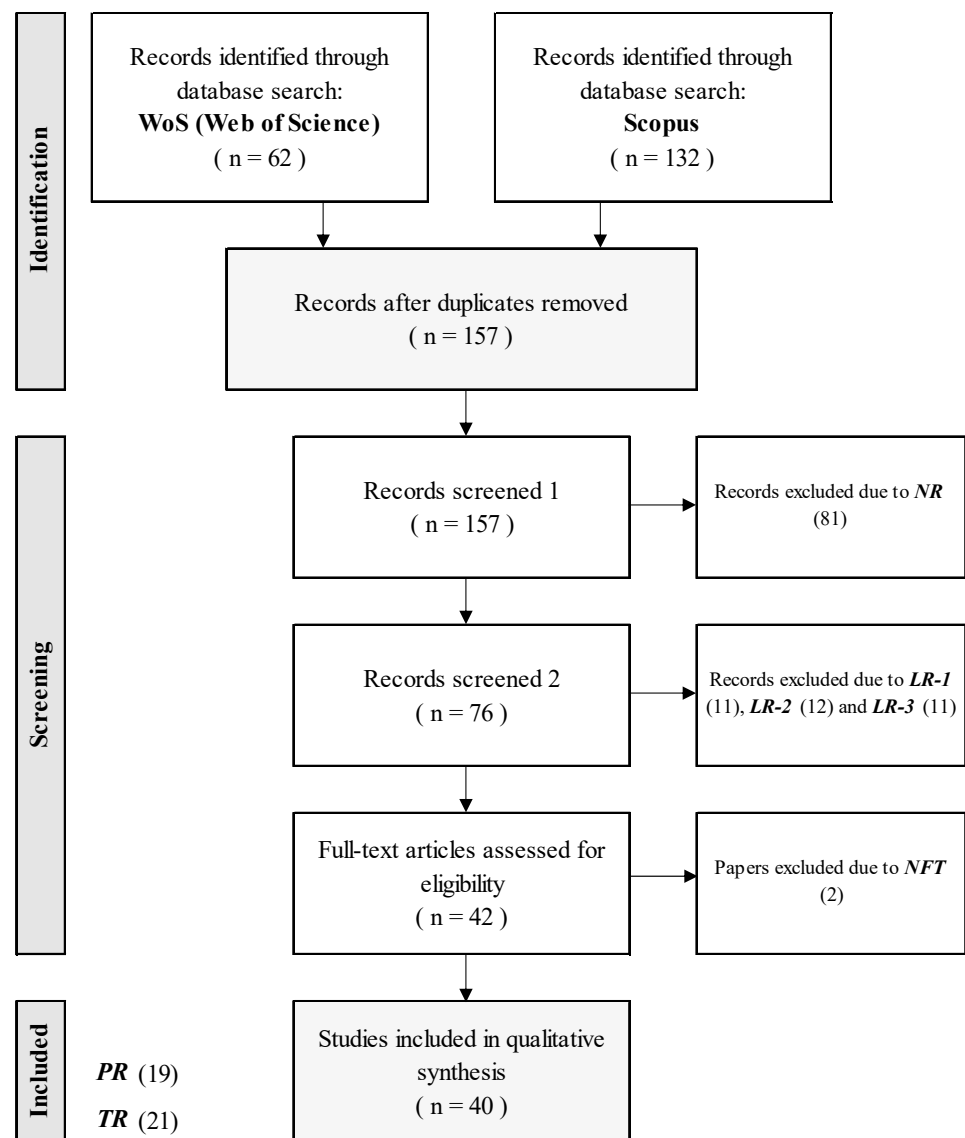 Identification
Records identified through
database search:
WoS (Web of Science)
( n = 62 )
Records identified through
database search:
Scopus
( n = 132 )
Records after duplicates removed
( n = 157 )
Screening
Records screened 1
( n = 157 )
Records excluded due to NR
(81)
Records screened 2
( n = 76 )
Records excluded due to LR-1
(11), LR-2 (12) and LR-3 (11)
Full-text articles assessed for
eligibility
( n = 42 )
Papers excluded due to NFT
(2)
Included
PR (19)
TR (21)
Studies included in qualitative
synthesis
( n = 40 )